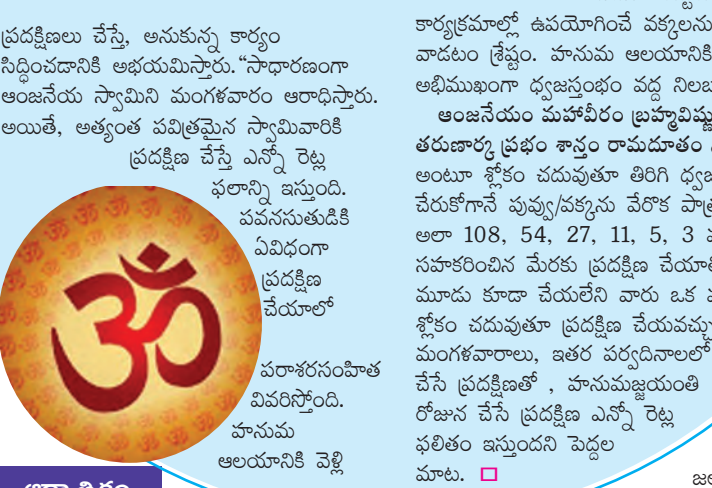 ప్రదక్షిణలు చేస్తే, అనుకున్న కార్యం
సిద్ధించడానికి అభయమిస్తారు. “సాధారణంగా
ఆంజనేయ స్వామిని మంగళవారం ఆరాధిస్తారు.
అయితే, అత్యంత పవిత్రమైన స్వామివారికి
ప్రదక్షిణ చేస్తే ఎన్నో రెట్ల
ఫలాన్ని ఇస్తుంది.
పవనసుతుడికి
ఏవిధంగా
ప్రదక్షిణ
చేయాలో
పరాశరసంహిత
వివరిస్తోంది.
హనుమ
ఆలయానికి వెళ్లి
కార్యక్రమాల్లో ఉపయోగించే వక్కలను
వాడటం శ్రేష్టం. హనుమ ఆలయానికి
అభిముఖంగా ధ్వజస్తంభం వద్ద
ఆంజనేయం మహావీరం బ్రహ్మవిష్ణు
తరుణార్క ప్రభం శాన్తం రామదూతం
అంటూ శ్లోకం చదువుతూ తిరిగి
చేరుకోగానే పువ్వు/వక్కను వేరొక
అలా 108, 54, 27, 11, 5, 3
సహకరించిన మేరకు ప్రదక్షిణ
మూడు కూడా చేయలేని వారు ఒక
శ్లోకం చదువుతూ ప్రదక్షిణ చేయవచ్చు
మంగళవారాలు, ఇతర పర్వదినాలలో
చేసే ప్రదక్షిణతో , హనుమజ్జయంతి
రోజున చేసే ప్రదక్షిణ ఎన్నో రెట్ల
ఫలితం ఇస్తుందని పెద్దల
మాట.